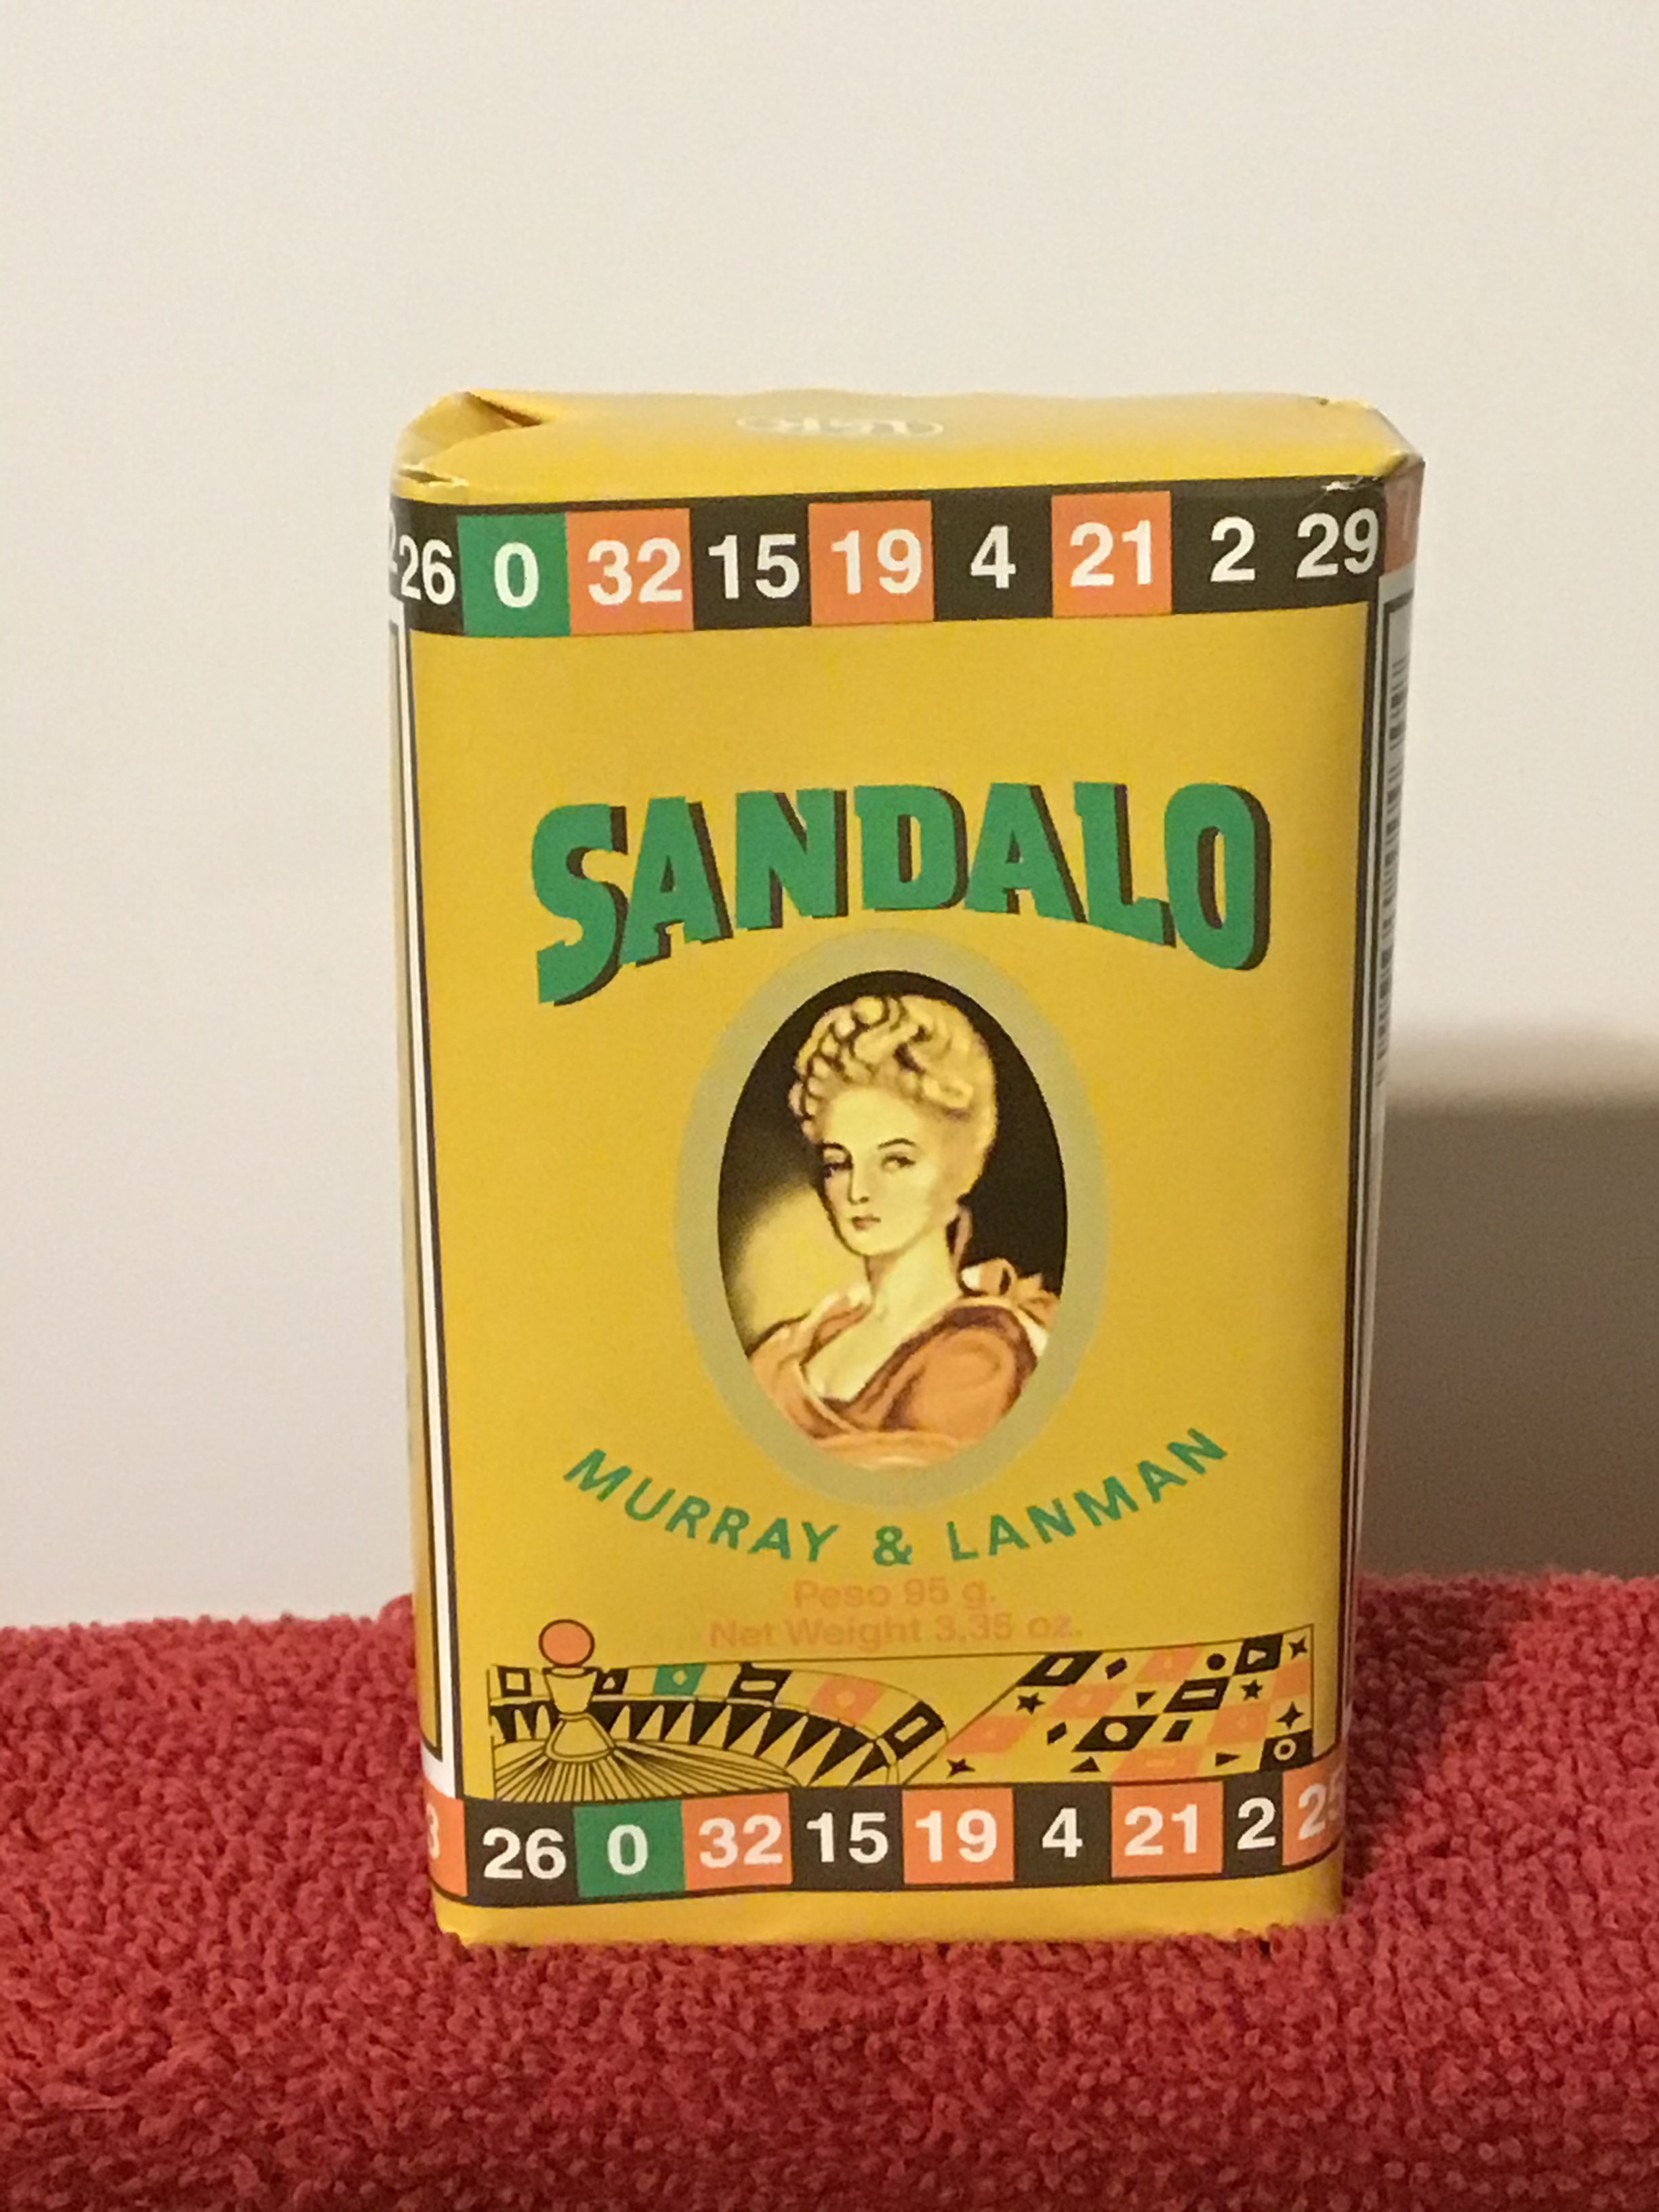 26 0 32 15 19 4 21 2 29
SANDALO
MURRAY & LANMAN
Peso 95 g.
Net Weight 3,35 oz.
26 0 32 15 19 4 21 2 25